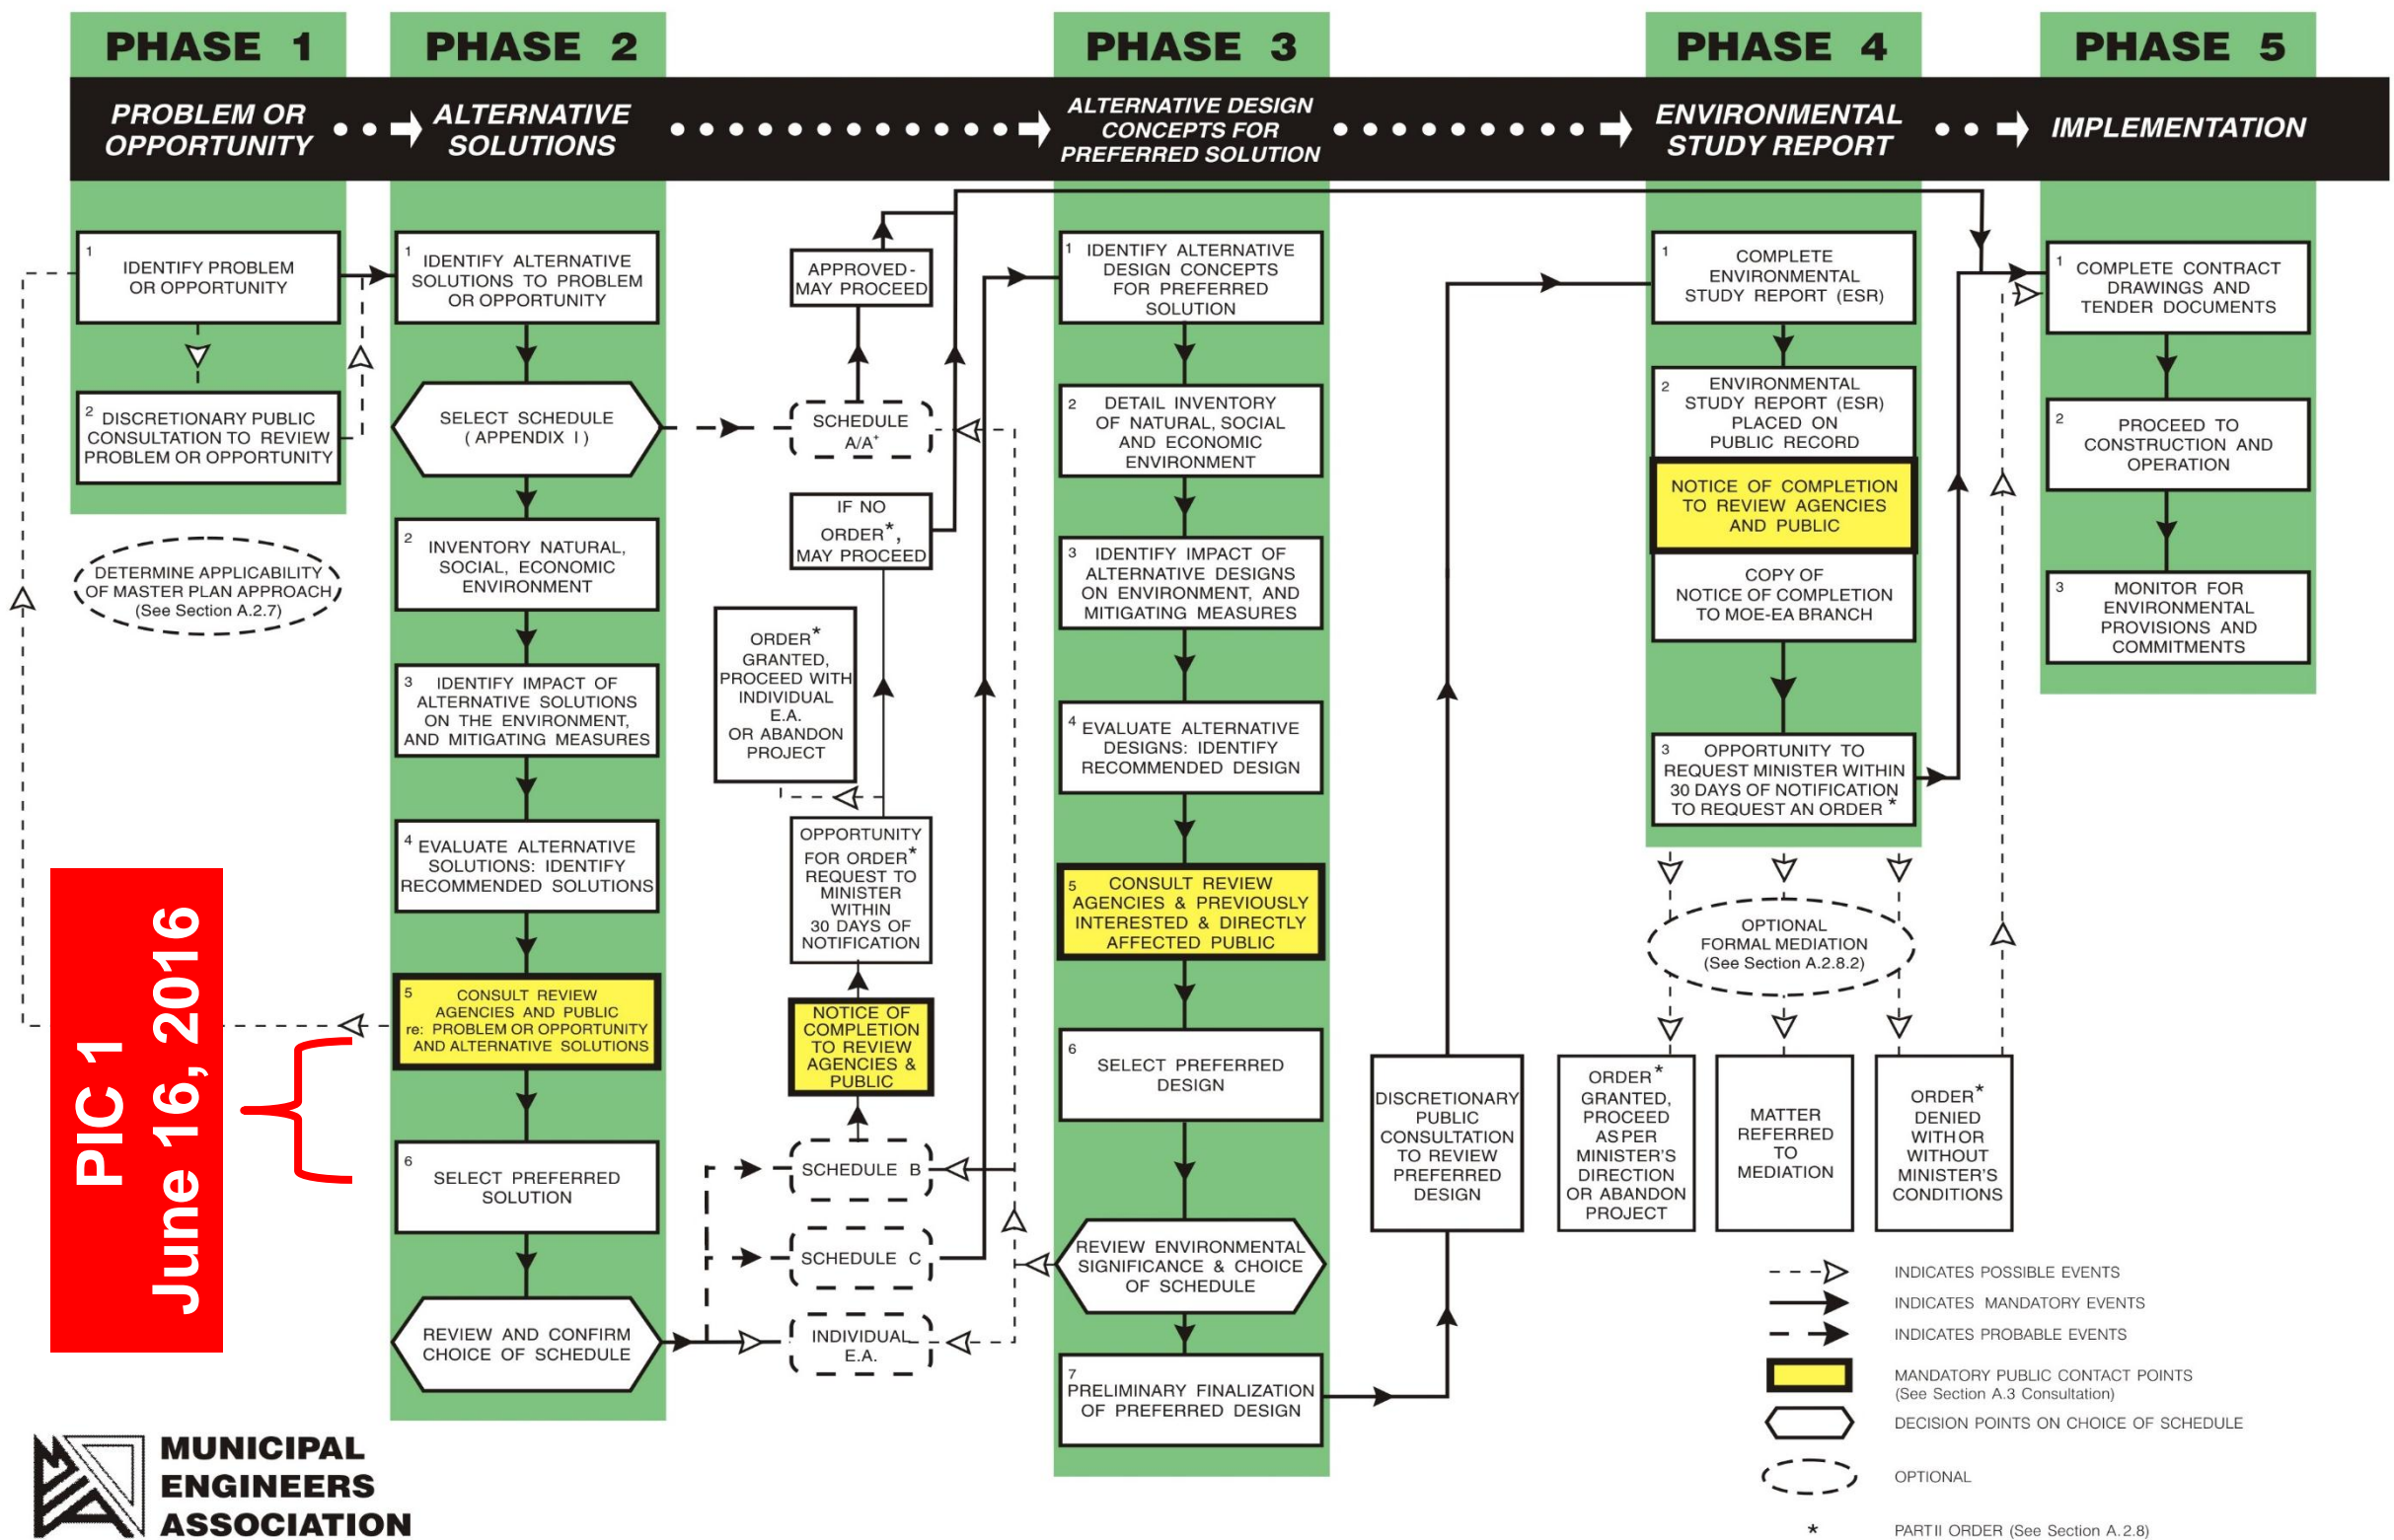 PHASE 1
PROBLEM OR
OPPORTUNITY
1
IDENTIFY PROBLEM
OR OPPORTUNITY
2
DISCRETIONARY PUBLIC
CONSULTATION TO REVIEW
PROBLEM OR OPPORTUNITY
DETERMINE APPLICABILITY
OF MASTER PLAN APPROACH
(See Section A.2.7)
PIC 1
June 16, 2016
PHASE 2
ALTERNATIVE
SOLUTIONS
1
IDENTIFY ALTERNATIVE
SOLUTIONS TO PROBLEM
OR OPPORTUNITY
SELECT SCHEDULE
( APPENDIX I )
2
INVENTORY NATURAL,
SOCIAL, ECONOMIC
ENVIRONMENT
3
IDENTIFY IMPACT OF
ALTERNATIVE SOLUTIONS
ON THE ENVIRONMENT,
AND MITIGATING MEASURES
4
EVALUATE ALTERNATIVE
SOLUTIONS: IDENTIFY
RECOMMENDED SOLUTIONS
5
CONSULT REVIEW
AGENCIES AND PUBLIC
re: PROBLEM OR OPPORTUNITY
AND ALTERNATIVE SOLUTIONS
6
SELECT PREFERRED
SOLUTION
REVIEW AND CONFIRM
CHOICE OF SCHEDULE
APPROVED-
MAY PROCEED
SCHEDULE
A/A+
IF NO
ORDER*,
MAY PROCEED
ORDER*
GRANTED,
PROCEED WITH
INDIVIDUAL
E.A.
OR ABANDON
PROJECT
OPPORTUNITY
FOR ORDER*
REQUEST TO
MINISTER
WITHIN
30 DAYS OF
NOTIFICATION
NOTICE OF
COMPLETION
TO REVIEW
AGENCIES &
PUBLIC
SCHEDULE B
SCHEDULE C
INDIVIDUAL
E.A.
PHASE 3
ALTERNATIVE DESIGN
CONCEPTS FOR
PREFERRED SOLUTION
1
IDENTIFY ALTERNATIVE
DESIGN CONCEPTS
FOR PREFERRED
SOLUTION
2
DETAIL INVENTORY
OF NATURAL, SOCIAL
AND ECONOMIC
ENVIRONMENT
3
IDENTIFY IMPACT OF
ALTERNATIVE DESIGNS
ON ENVIRONMENT, AND
MITIGATING MEASURES
4
EVALUATE ALTERNATIVE
DESIGNS: IDENTIFY
RECOMMENDED DESIGN
5
CONSULT REVIEW
AGENCIES & PREVIOUSLY
INTERESTED & DIRECTLY
AFFECTED PUBLIC
6
SELECT PREFERRED
DESIGN
REVIEW ENVIRONMENTAL
SIGNIFICANCE & CHOICE
OF SCHEDULE
7
PRELIMINARY FINALIZATION
OF PREFERRED DESIGN
DISCRETIONARY
PUBLIC
CONSULTATION
TO REVIEW
PREFERRED
DESIGN
PHASE 4
ENVIRONMENTAL
STUDY REPORT
1
COMPLETE
ENVIRONMENTAL
STUDY REPORT (ESR)
2
ENVIRONMENTAL
STUDY REPORT (ESR)
PLACED ON
PUBLIC RECORD
NOTICE OF COMPLETION
TO REVIEW AGENCIES
AND PUBLIC
COPY OF
NOTICE OF COMPLETION
TO MOE-EA BRANCH
3
OPPORTUNITY TO
REQUEST MINISTER WITHIN
30 DAYS OF NOTIFICATION
TO REQUEST AN ORDER *
OPTIONAL
FORMAL MEDIATION
(See Section A.2.8.2)
ORDER*
GRANTED,
PROCEED
AS PER
MINISTER'S
DIRECTION
OR ABANDON
PROJECT
MATTER
REFERRED
TO
MEDIATION
ORDER*
DENIED
WITH OR
WITHOUT
MINISTER'S
CONDITIONS
PHASE 5
IMPLEMENTATION
1
COMPLETE CONTRACT
DRAWINGS AND
TENDER DOCUMENTS
2
PROCEED TO
CONSTRUCTION AND
OPERATION
3
MONITOR FOR
ENVIRONMENTAL
PROVISIONS AND
COMMITMENTS
INDICATES POSSIBLE EVENTS
INDICATES MANDATORY EVENTS
INDICATES PROBABLE EVENTS
MANDATORY PUBLIC CONTACT POINTS
(See Section A.3 Consultation)
DECISION POINTS ON CHOICE OF SCHEDULE
OPTIONAL
* PART II ORDER (See Section A.2.8)
MEA
MUNICIPAL
ENGINEERS
ASSOCIATION